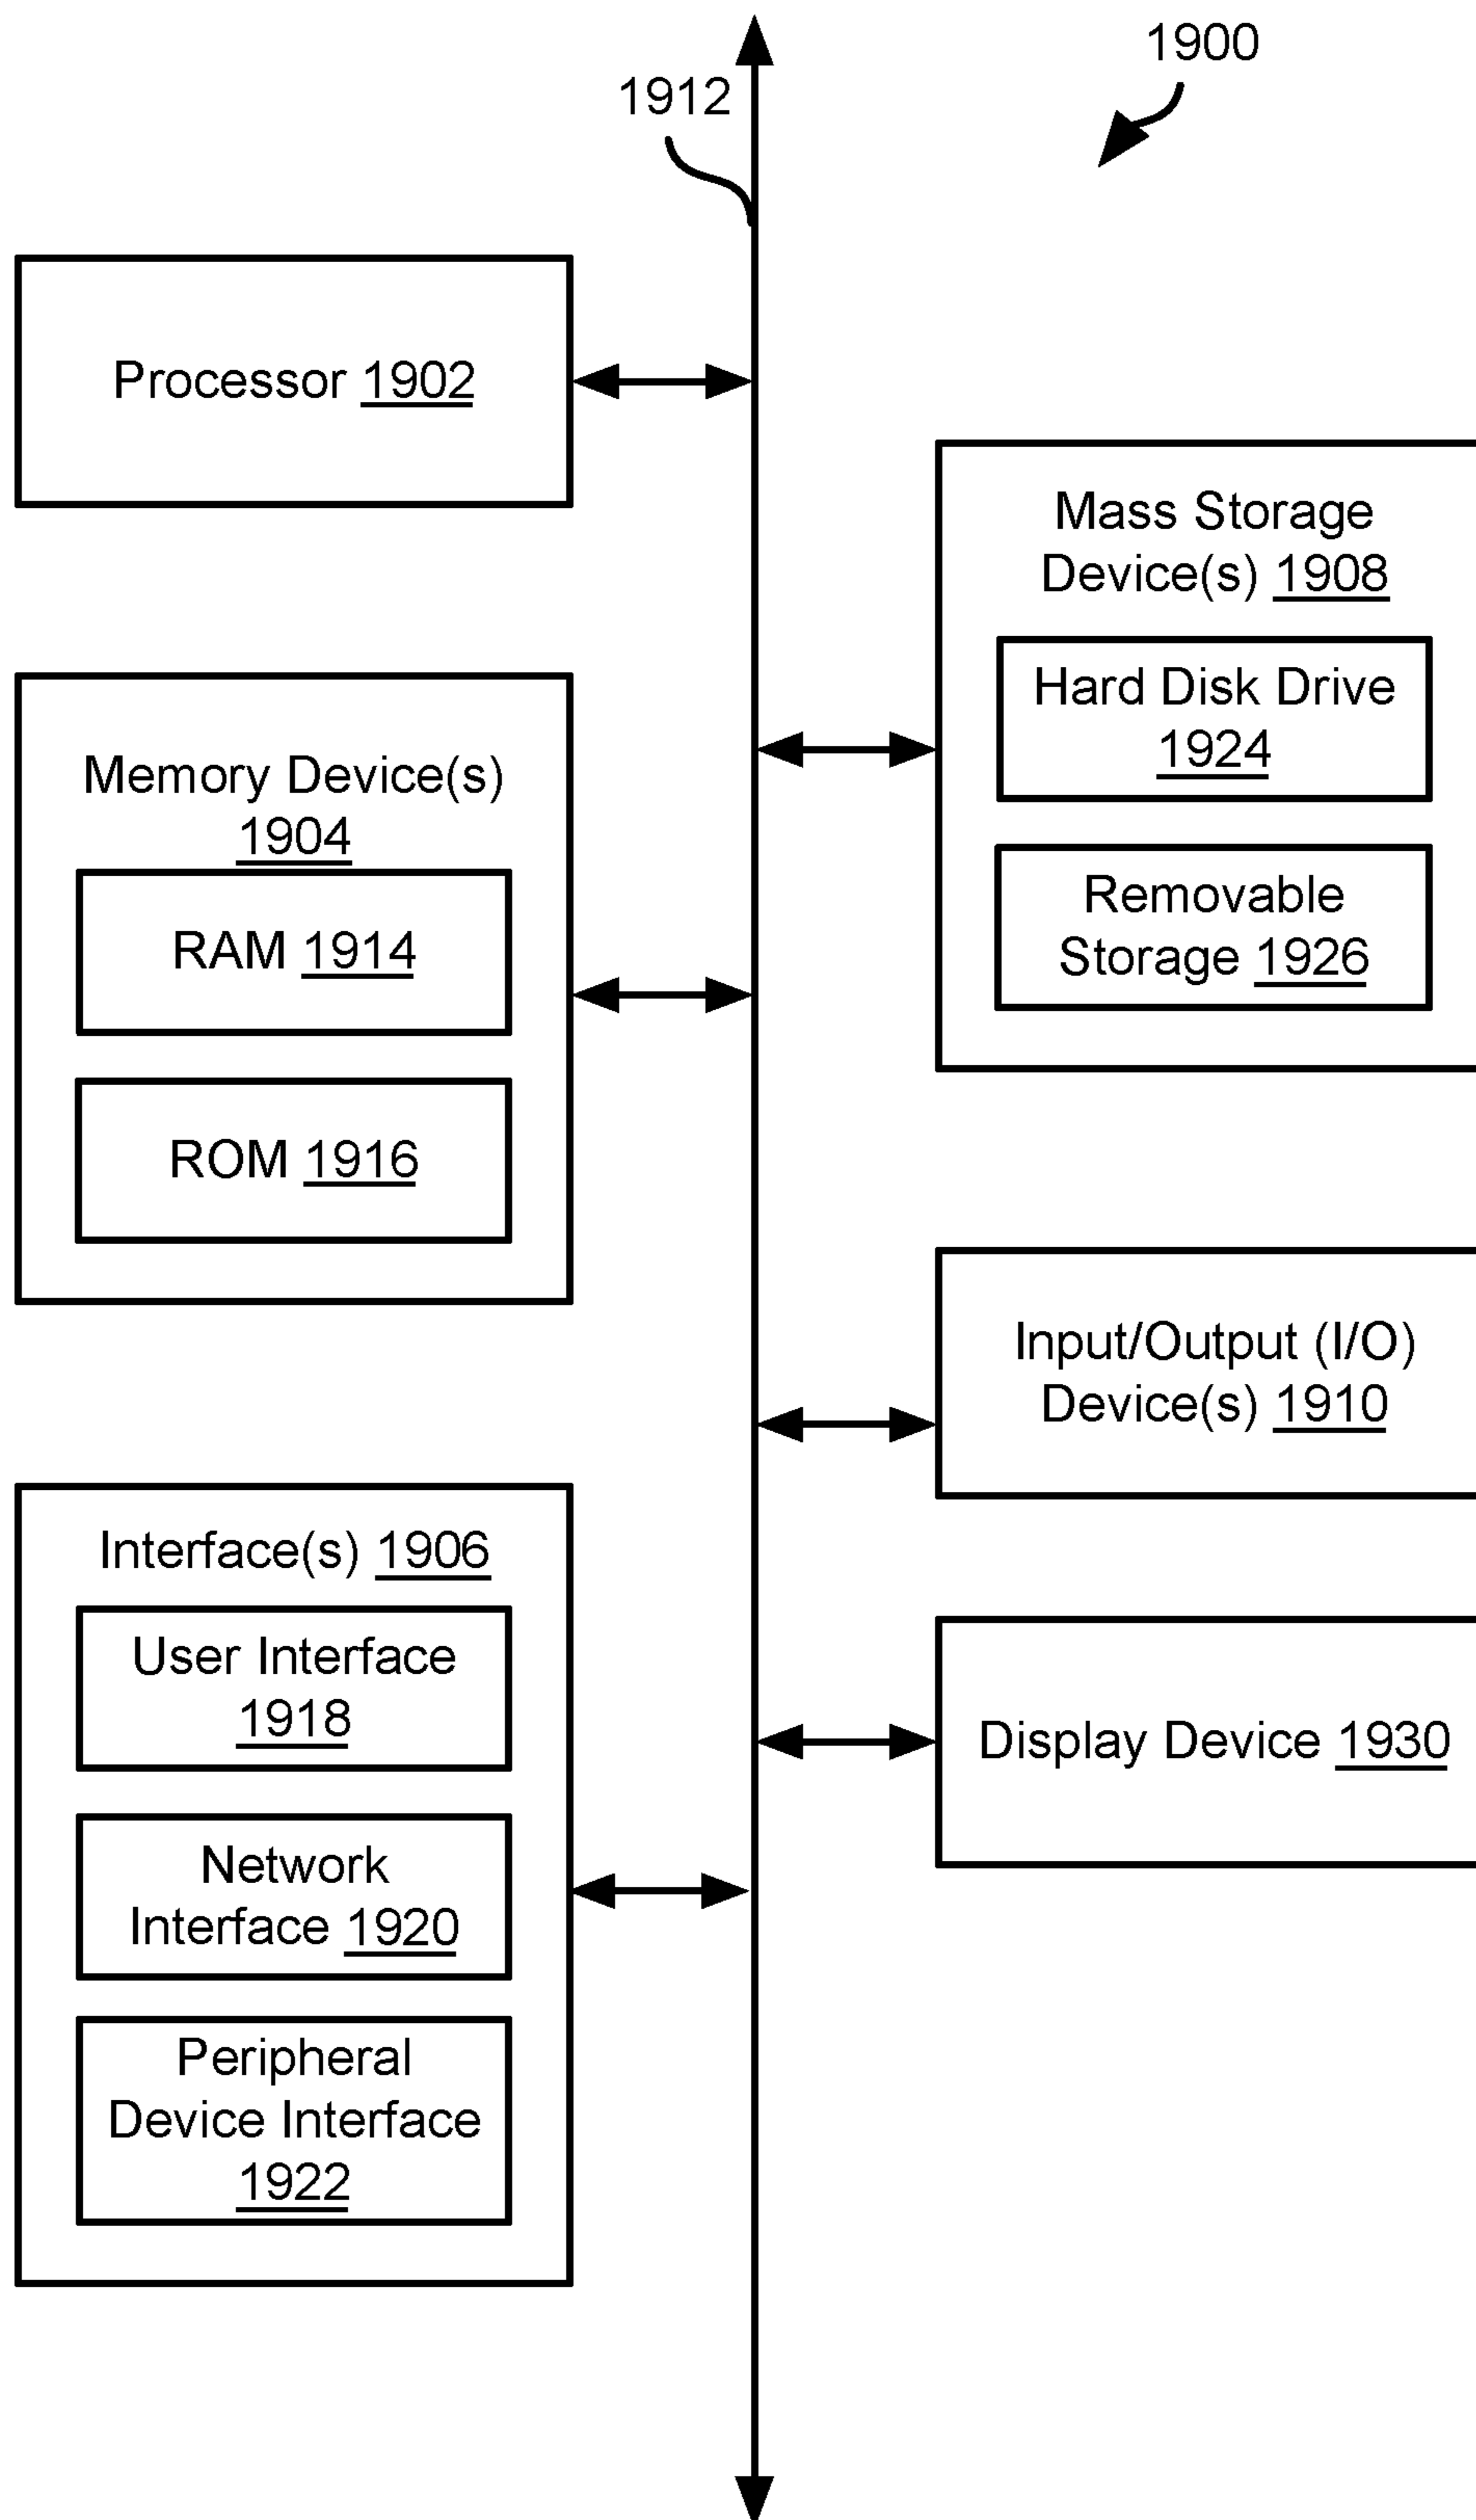 1900
1912
Processor 1902
Mass Storage
Device(s) 1908
Hard Disk Drive
1924
Removable
Storage 1926
Memory Device(s)
1904
RAM 1914
ROM 1916
Input/Output (I/O)
Device(s) 1910
Interface(s) 1906
User Interface
1918
Network
Interface 1920
Peripheral
Device Interface
1922
Display Device 1930